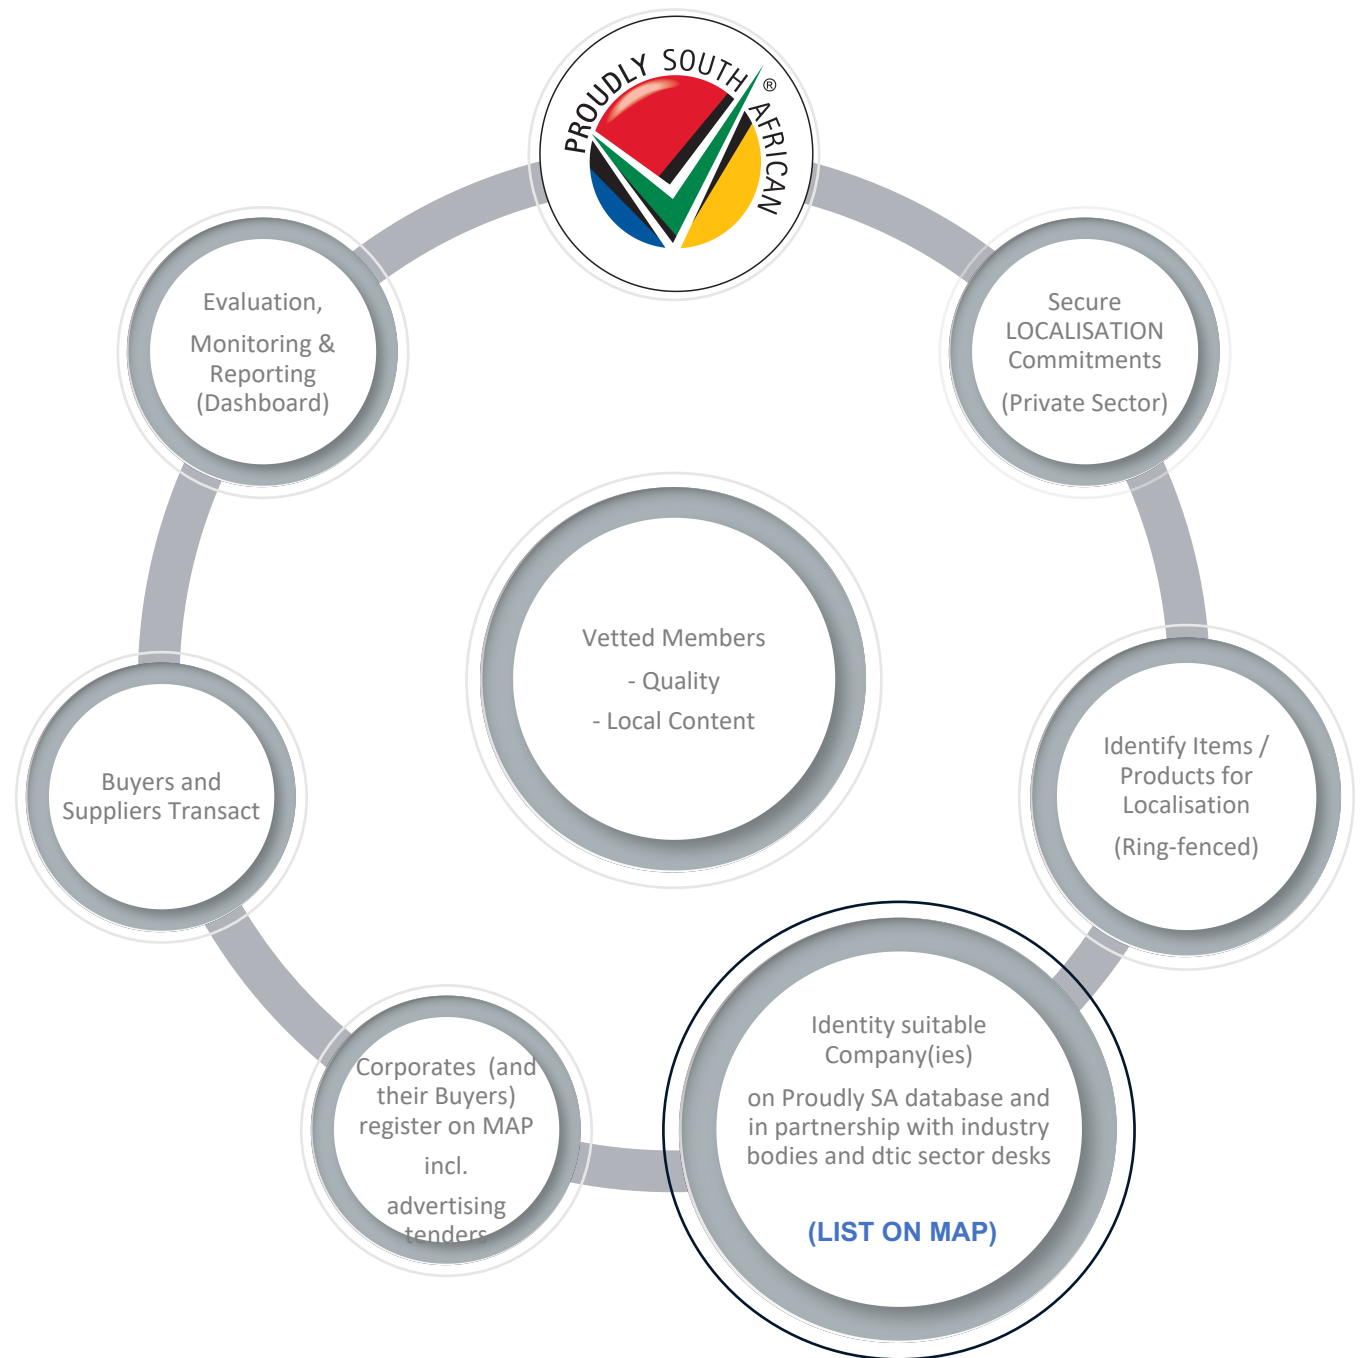 PROUDLY SOUTH AFRICAN ®
Secure
LOCALISATION
Commitments
(Private Sector)
Identify Items /
Products for
Localisation
(Ring-fenced)
Identity suitable
Company(ies)
on Proudly SA database and
in partnership with industry
bodies and dtic sector desks
(LIST ON MAP)
Corporates (and
their Buyers)
register on MAP
incl.
advertising
tenders
Buyers and
Suppliers Transact
Evaluation,
Monitoring &
Reporting
(Dashboard)
Vetted Members
- Quality
- Local Content